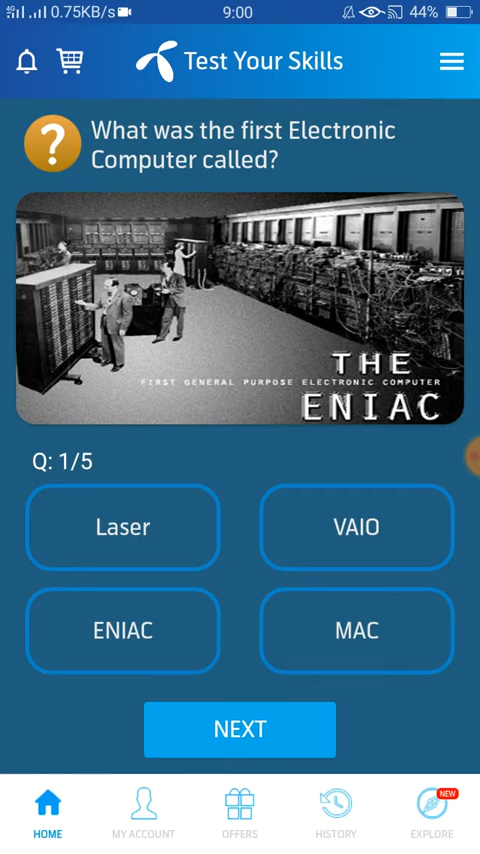 4G 0.75KB/s 9:00 44%
Test Your Skills
What was the first Electronic
Computer called?
THE
FIRST GENERAL PURPOSE ELECTRONIC COMPUTER
ENIAC
Q: 1/5
Laser VAIO
ENIAC MAC
NEXT
NEW
HOME MY ACCOUNT OFFERS HISTORY EXPLORE